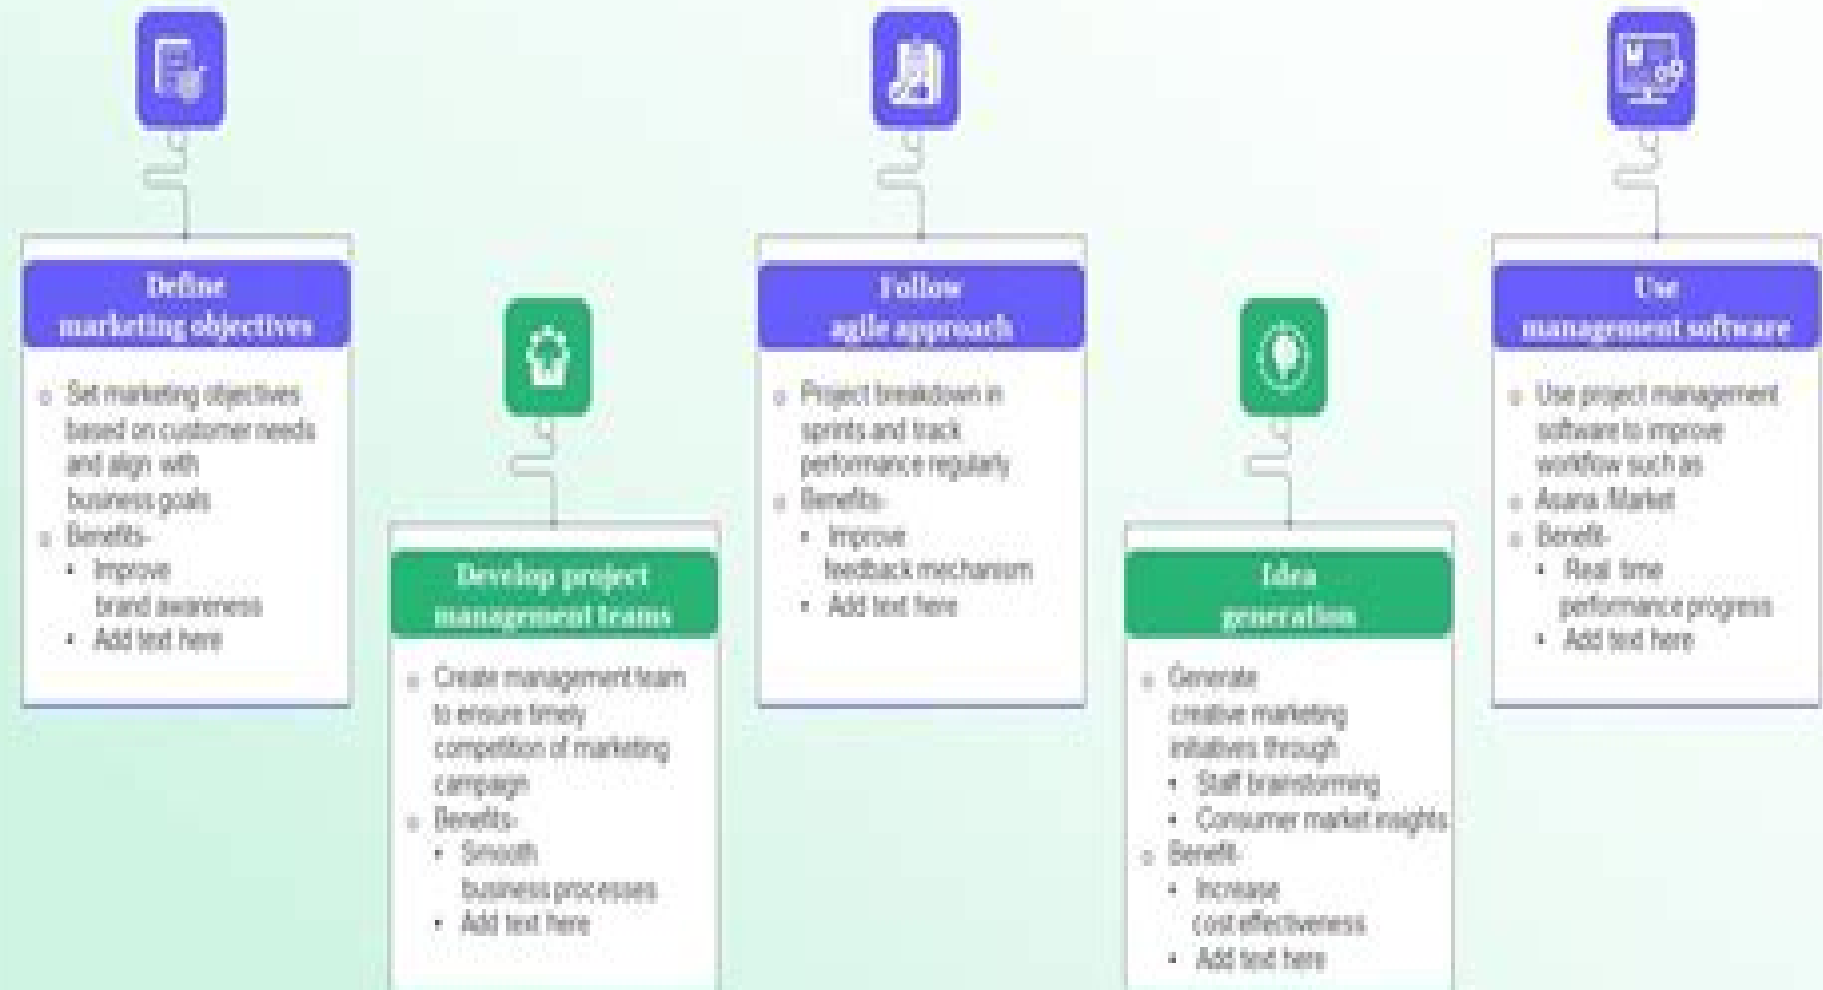 Define
marketing objectives
o Set marketing objectives
based on customer needs
and align with
business goals
o Benefits-
• Improve
brand awareness
• Add text here
Develop project
management teams
o Create management team
to ensure timely
competition of marketing
campaign
o Benefits-
• Smooth
business processes
• Add text here
Follow
agile approach
o Project breakdown in
sprints and track
performance regularly
o Benefits-
• Improve
feedback mechanism
• Add text here
Idea
generation
o Generate
creative marketing
initiatives through
• Staff brainstorming
• Consumer market insights
o Benefit-
• Increase
cost effectiveness
• Add text here
Use
management software
o Use project management
software to improve
workflow such as
o Asana /Market
o Benefit-
• Real time
performance progress
• Add text here